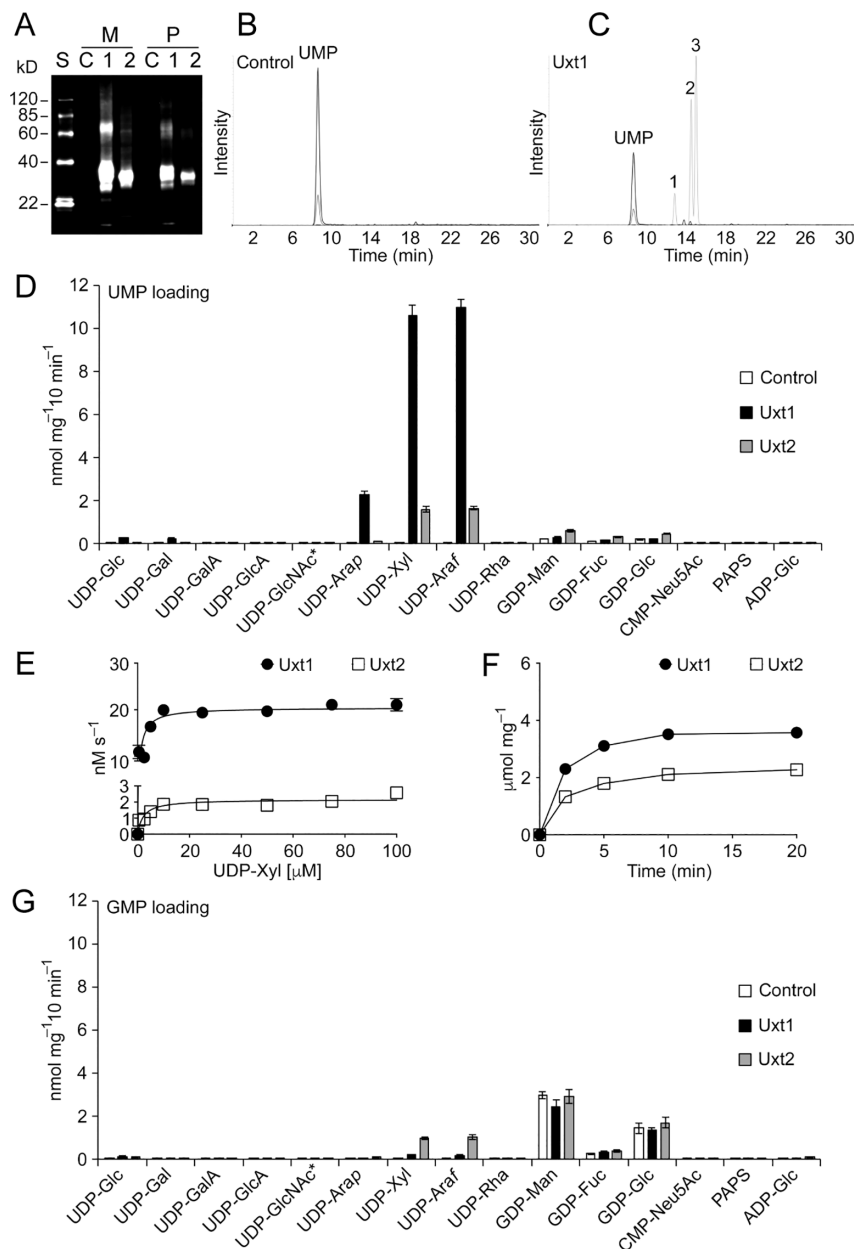 A
M P
S C 1 2 C 1 2
kD
120
85
60
40
22
B
Control
UMP
Intensity
2 6 10 14 18 22 26 30
Time (min)
C
Uxt1
UMP
1
2
3
Intensity
2 6 10 14 18 22 26 30
Time (min)
D
UMP loading
nmol mg⁻¹10 min⁻¹
12
10
8
6
4
2
0
Control
Uxt1
Uxt2
UDP-Glc
UDP-Gal
UDP-GalA
UDP-GlcA
UDP-GlcNAc*
UDP-Arap
UDP-Xyl
UDP-Araf
UDP-Rha
GDP-Man
GDP-Fuc
GDP-Glc
CMP-Neu5Ac
PAPS
ADP-Glc
E
Uxt1 Uxt2
nM s⁻¹
30
20
10
3
2
1
0
0 25 50 75 100
UDP-Xyl [µM]
F
Uxt1 Uxt2
µmol mg⁻¹
6
4
2
0
0 5 10 15 20
Time (min)
G
GMP loading
nmol mg⁻¹10 min⁻¹
12
10
8
6
4
2
0
Control
Uxt1
Uxt2
UDP-Glc
UDP-Gal
UDP-GalA
UDP-GlcA
UDP-GlcNAc*
UDP-Arap
UDP-Xyl
UDP-Araf
UDP-Rha
GDP-Man
GDP-Fuc
GDP-Glc
CMP-Neu5Ac
PAPS
ADP-Glc